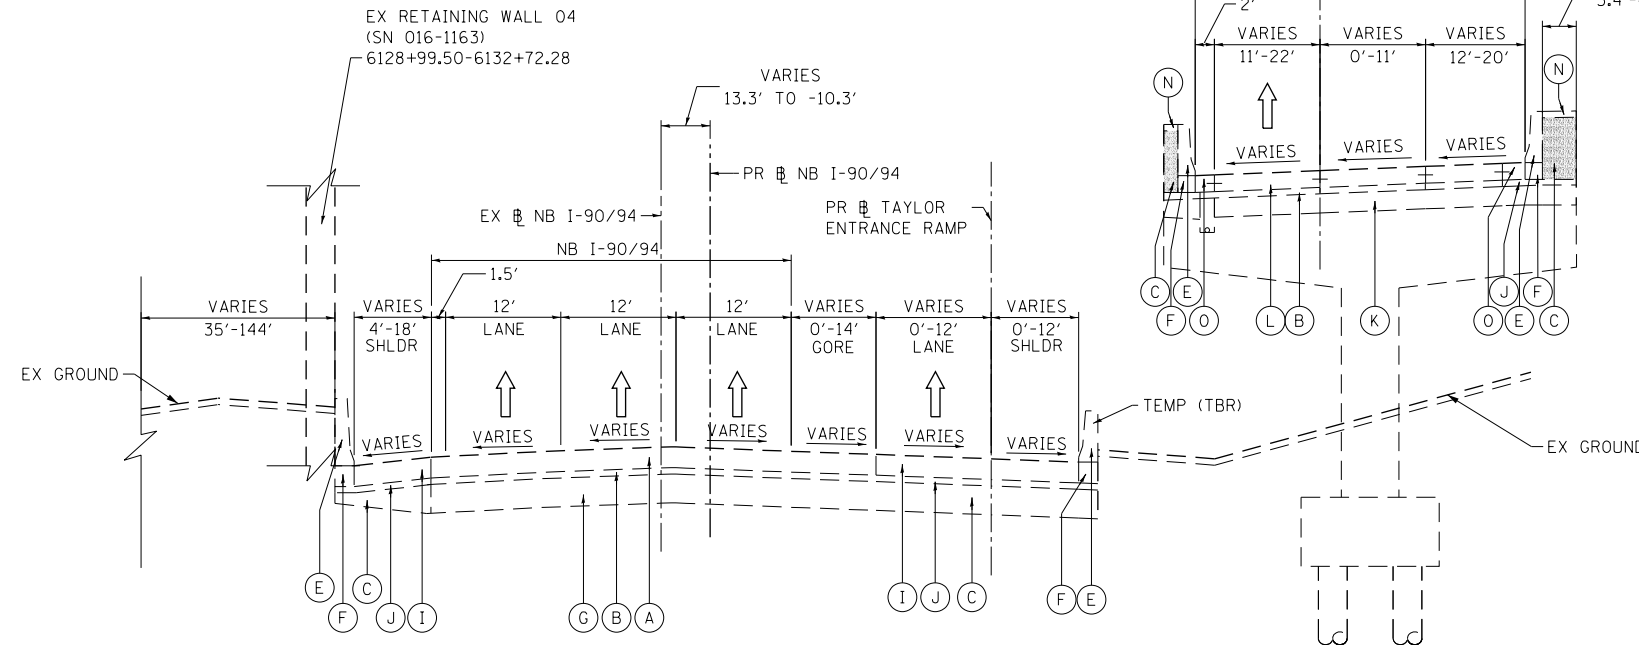 EX RETAINING WALL 04
(SN 016-1163)
6128+99.50-6132+72.28
VARIES
13.3' TO -10.3'
PR ℄ NB I-90/94
EX ℄ NB I-90/94
PR ℄ TAYLOR
ENTRANCE RAMP
NB I-90/94
1.5'
VARIES
35'-144'
VARIES
4'-18'
SHLDR
12'
LANE
12'
LANE
12'
LANE
VARIES
0'-14'
GORE
VARIES
0'-12'
LANE
VARIES
0'-12'
SHLDR
EX GROUND
VARIES
VARIES
VARIES
VARIES
VARIES
VARIES
VARIES
TEMP (TBR)
E
F
C
J
I
G
B
A
I
J
C
F
E
2'
VARIES
11'-22'
VARIES
0'-11'
VARIES
12'-20'
N
N
VARIES
VARIES
VARIES
C
F
E
O
L
B
K
O
J
E
F
C
EX GROUND